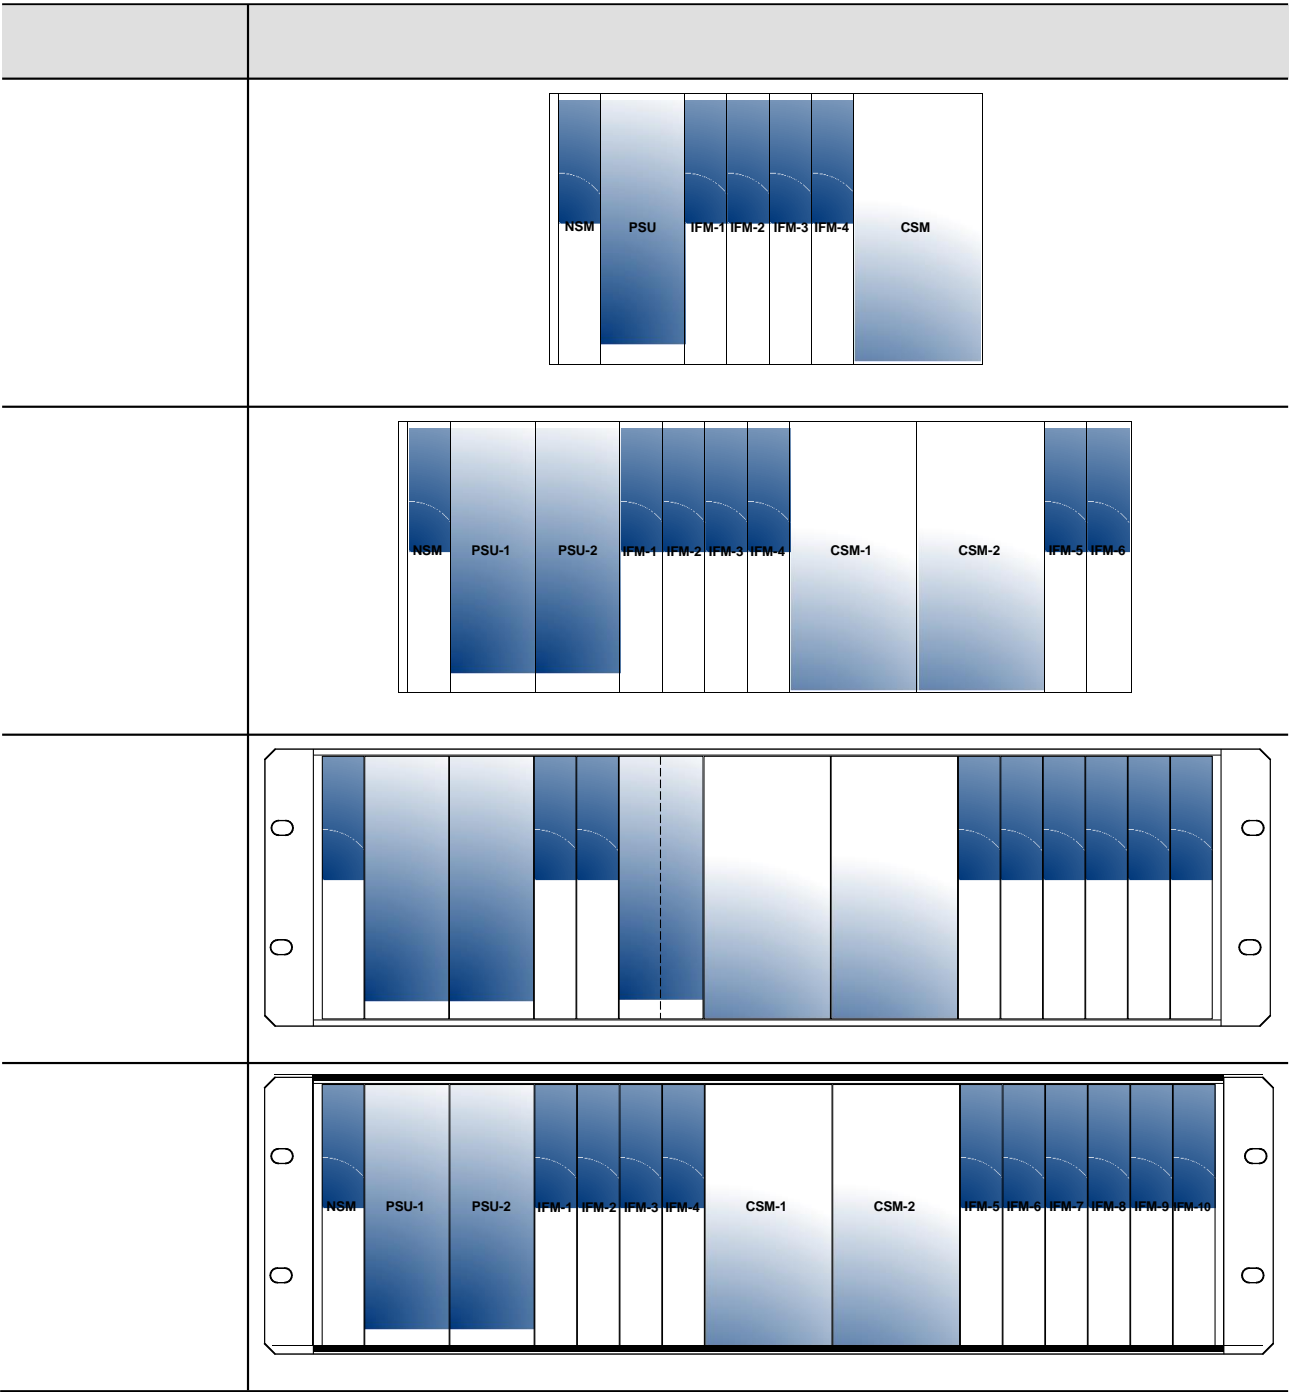 NSM PSU IFM-1 IFM-2 IFM-3 IFM-4 CSM
NSM PSU-1 PSU-2 IFM-1 IFM-2 IFM-3 IFM-4 CSM-1 CSM-2 IFM-5 IFM-6
NSM PSU-1 PSU-2 IFM-1 IFM-2 IFM-3 IFM-4 CSM-1 CSM-2 IFM-5 IFM-6 IFM-7 IFM-8 IFM-9 IFM-10